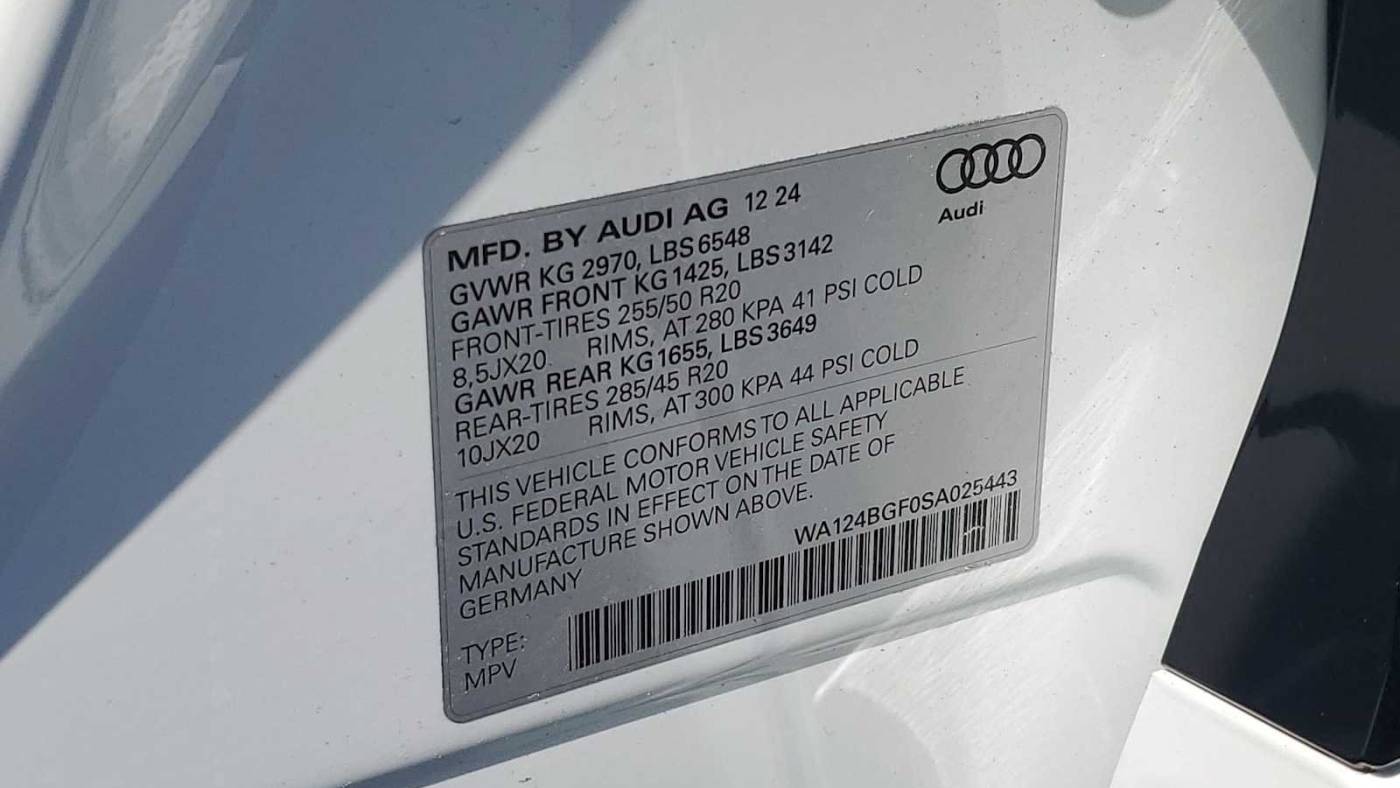 MFD. BY AUDI AG 12 24
Audi
GVWR KG 2970, LBS 6548
GAWR FRONT KG 1425, LBS 3142
FRONT-TIRES 255/50 R20
8,5JX20 RIMS, AT 280 KPA 41 PSI COLD
GAWR REAR KG 1655, LBS 3649
REAR-TIRES 285/45 R20
10JX20 RIMS, AT 300 KPA 44 PSI COLD
THIS VEHICLE CONFORMS TO ALL APPLICABLE
U.S. FEDERAL MOTOR VEHICLE SAFETY
STANDARDS IN EFFECT ON THE DATE OF
MANUFACTURE SHOWN ABOVE.
GERMANY
WA124BGF0SA025443
TYPE:
MPV